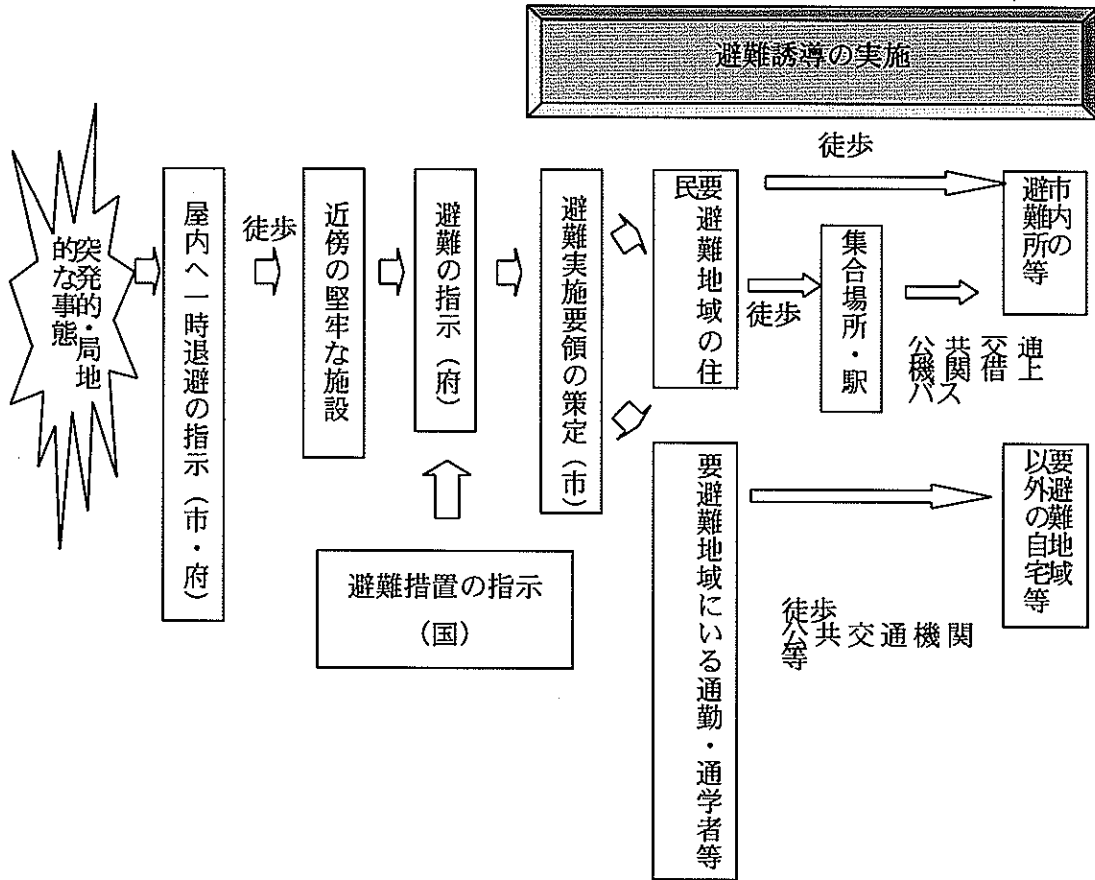 避難誘導の実施
突発的・局地
的な事態
屋内へ一時退避の指示（市・府）
徒歩
近傍の堅牢な施設
避難の指示（府）
避難措置の指示
（国）
避難実施要領の策定（市）
要避難地域の住
民
徒歩
徒歩
集合場所・駅
公共交通
機関借上
バス
市内の
避難所等
要避難地域にいる通勤・通学者等
徒歩
公共交通機関
等
要避難地域
以外の自宅等